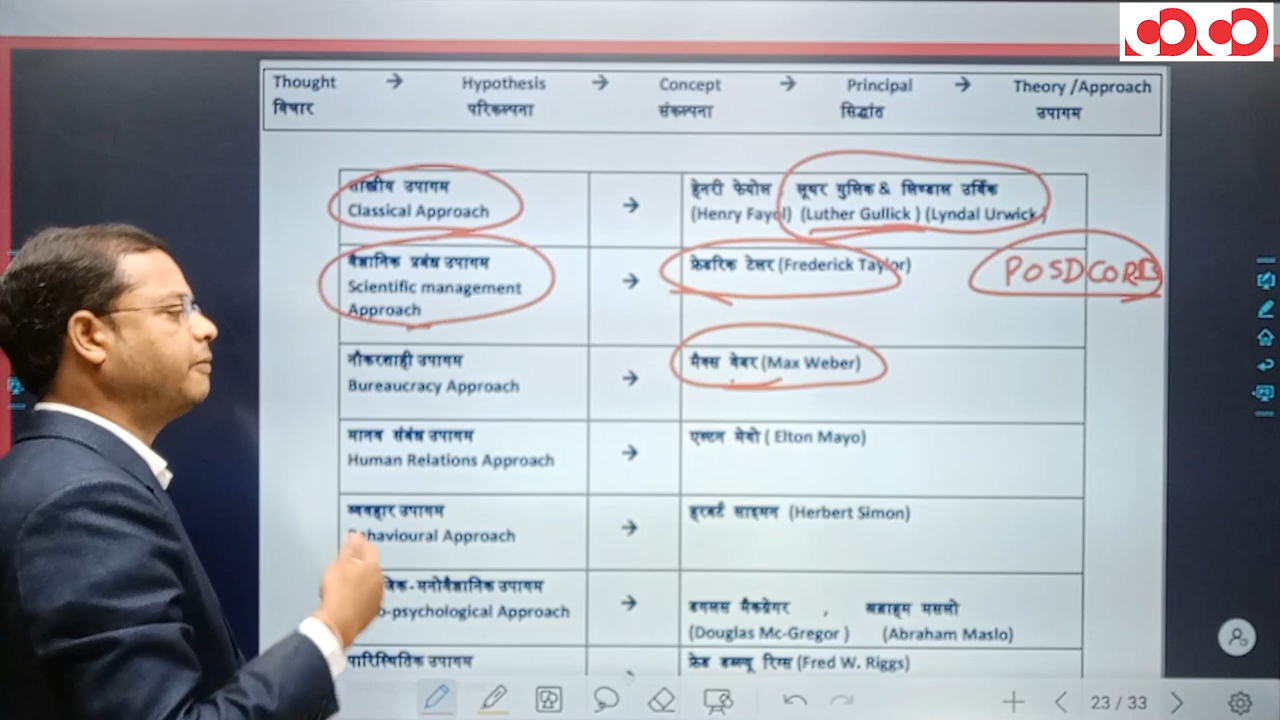 Thought → Hypothesis → Concept → Principal → Theory /Approach
विचार परिकल्पना संकल्पना सिद्धांत उपागम
शास्त्रीय उपागम → हेनरी फेयोल , लूथर गुलिक & लिण्डाल उर्विक
Classical Approach (Henry Fayol) (Luther Gullick ) (Lyndal Urwick )
वैज्ञानिक प्रबंध उपागम → फ्रेडरिक टेलर (Frederick Taylor)
POSDCORB
Scientific management
Approach
नौकरशाही उपागम → मैक्स वेबर (Max Weber)
Bureaucracy Approach
मानव संबंध उपागम → एल्टन मेयो ( Elton Mayo)
Human Relations Approach
व्यवहार उपागम → हरबर्ट साइमन (Herbert Simon)
Behavioural Approach
-मनोवैज्ञानिक उपागम →
-psychological Approach डगलस मैकग्रेगर , अब्राहम मस्लो
(Douglas Mc-Gregor ) (Abraham Maslo)
पारिस्थितिक उपागम फ्रेड डब्ल्यू रिग्स (Fred W. Riggs)
23 / 33